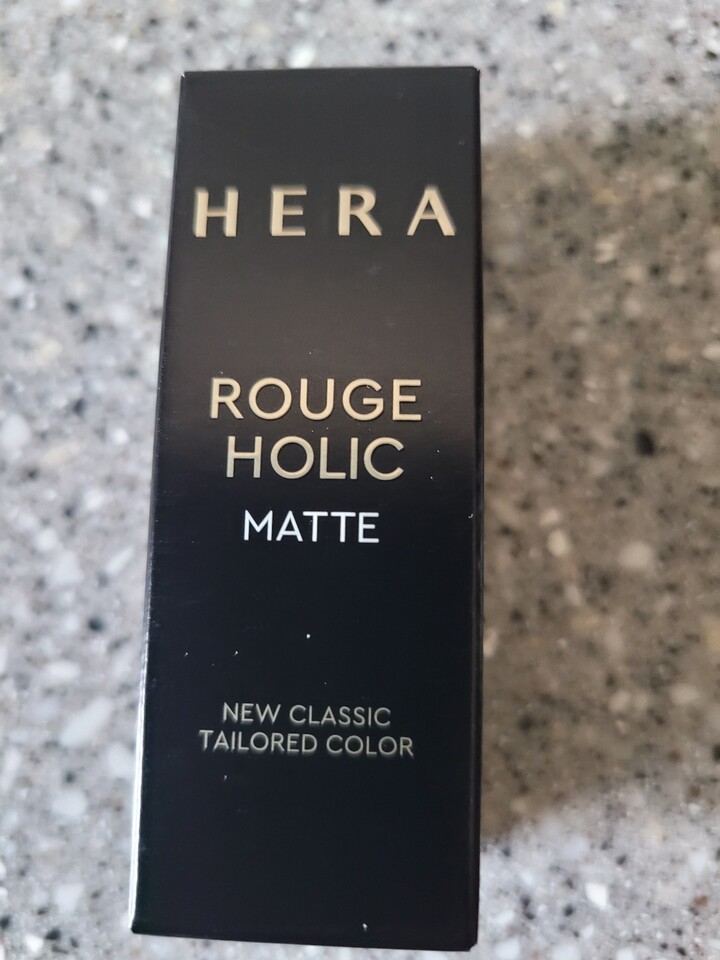 HERA
ROUGE
HOLIC
MATTE
NEW CLASSIC
TAILORED COLOR